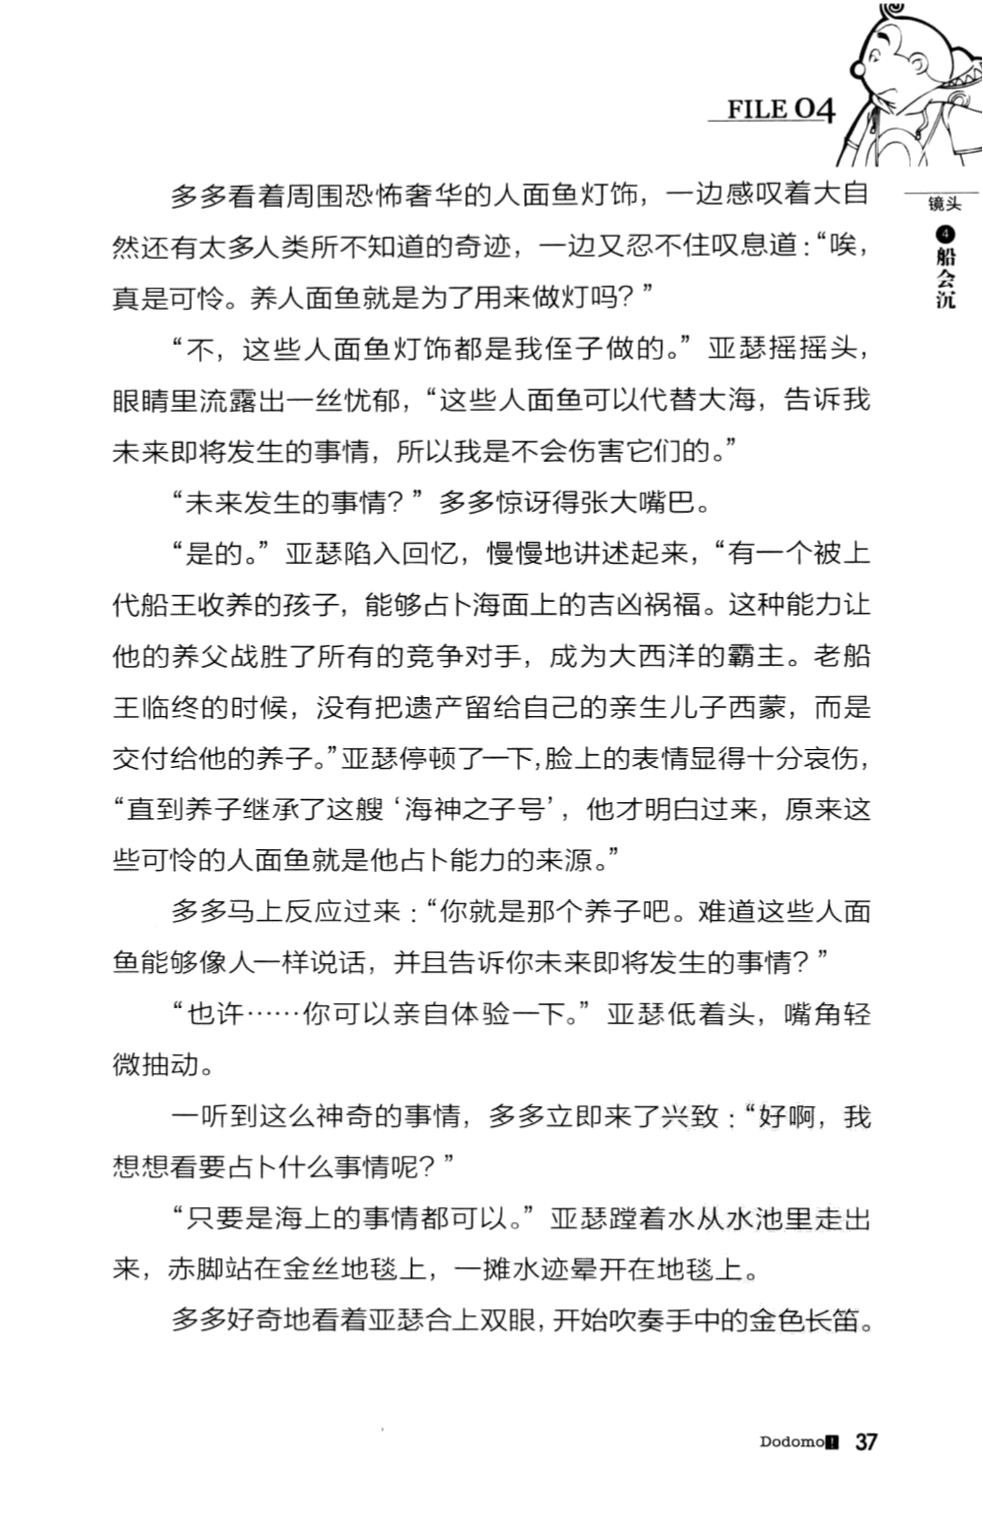 FILE 04
镜头
4
船会沉
多多看着周围恐怖奢华的人面鱼灯饰，一边感叹着大自
然还有太多人类所不知道的奇迹，一边又忍不住叹息道：“唉，
真是可怜。养人面鱼就是为了用来做灯吗？”
“不，这些人面鱼灯饰都是我侄子做的。”亚瑟摇摇头，
眼睛里流露出一丝忧郁，“这些人面鱼可以代替大海，告诉我
未来即将发生的事情，所以我是不会伤害它们的。”
“未来发生的事情？”多多惊讶得张大嘴巴。
“是的。”亚瑟陷入回忆，慢慢地讲述起来，“有一个被上
代船王收养的孩子，能够占卜海面上的吉凶祸福。这种能力让
他的养父战胜了所有的竞争对手，成为大西洋的霸主。老船
王临终的时候，没有把遗产留给自己的亲生儿子西蒙，而是
交付给他的养子。”亚瑟停顿了一下，脸上的表情显得十分哀伤，
“直到养子继承了这艘‘海神之子号’，他才明白过来，原来这
些可怜的人面鱼就是他占卜能力的来源。”
多多马上反应过来：“你就是那个养子吧。难道这些人面
鱼能够像人一样说话，并且告诉你未来即将发生的事情？”
“也许……你可以亲自体验一下。”亚瑟低着头，嘴角轻
微抽动。
一听到这么神奇的事情，多多立即来了兴致：“好啊，我
想想看要占卜什么事情呢？”
“只要是海上的事情都可以。”亚瑟蹚着水从水池里走出
来，赤脚站在金丝地毯上，一摊水迹晕开在地毯上。
多多好奇地看着亚瑟合上双眼，开始吹奏手中的金色长笛。
Dodomo! 37